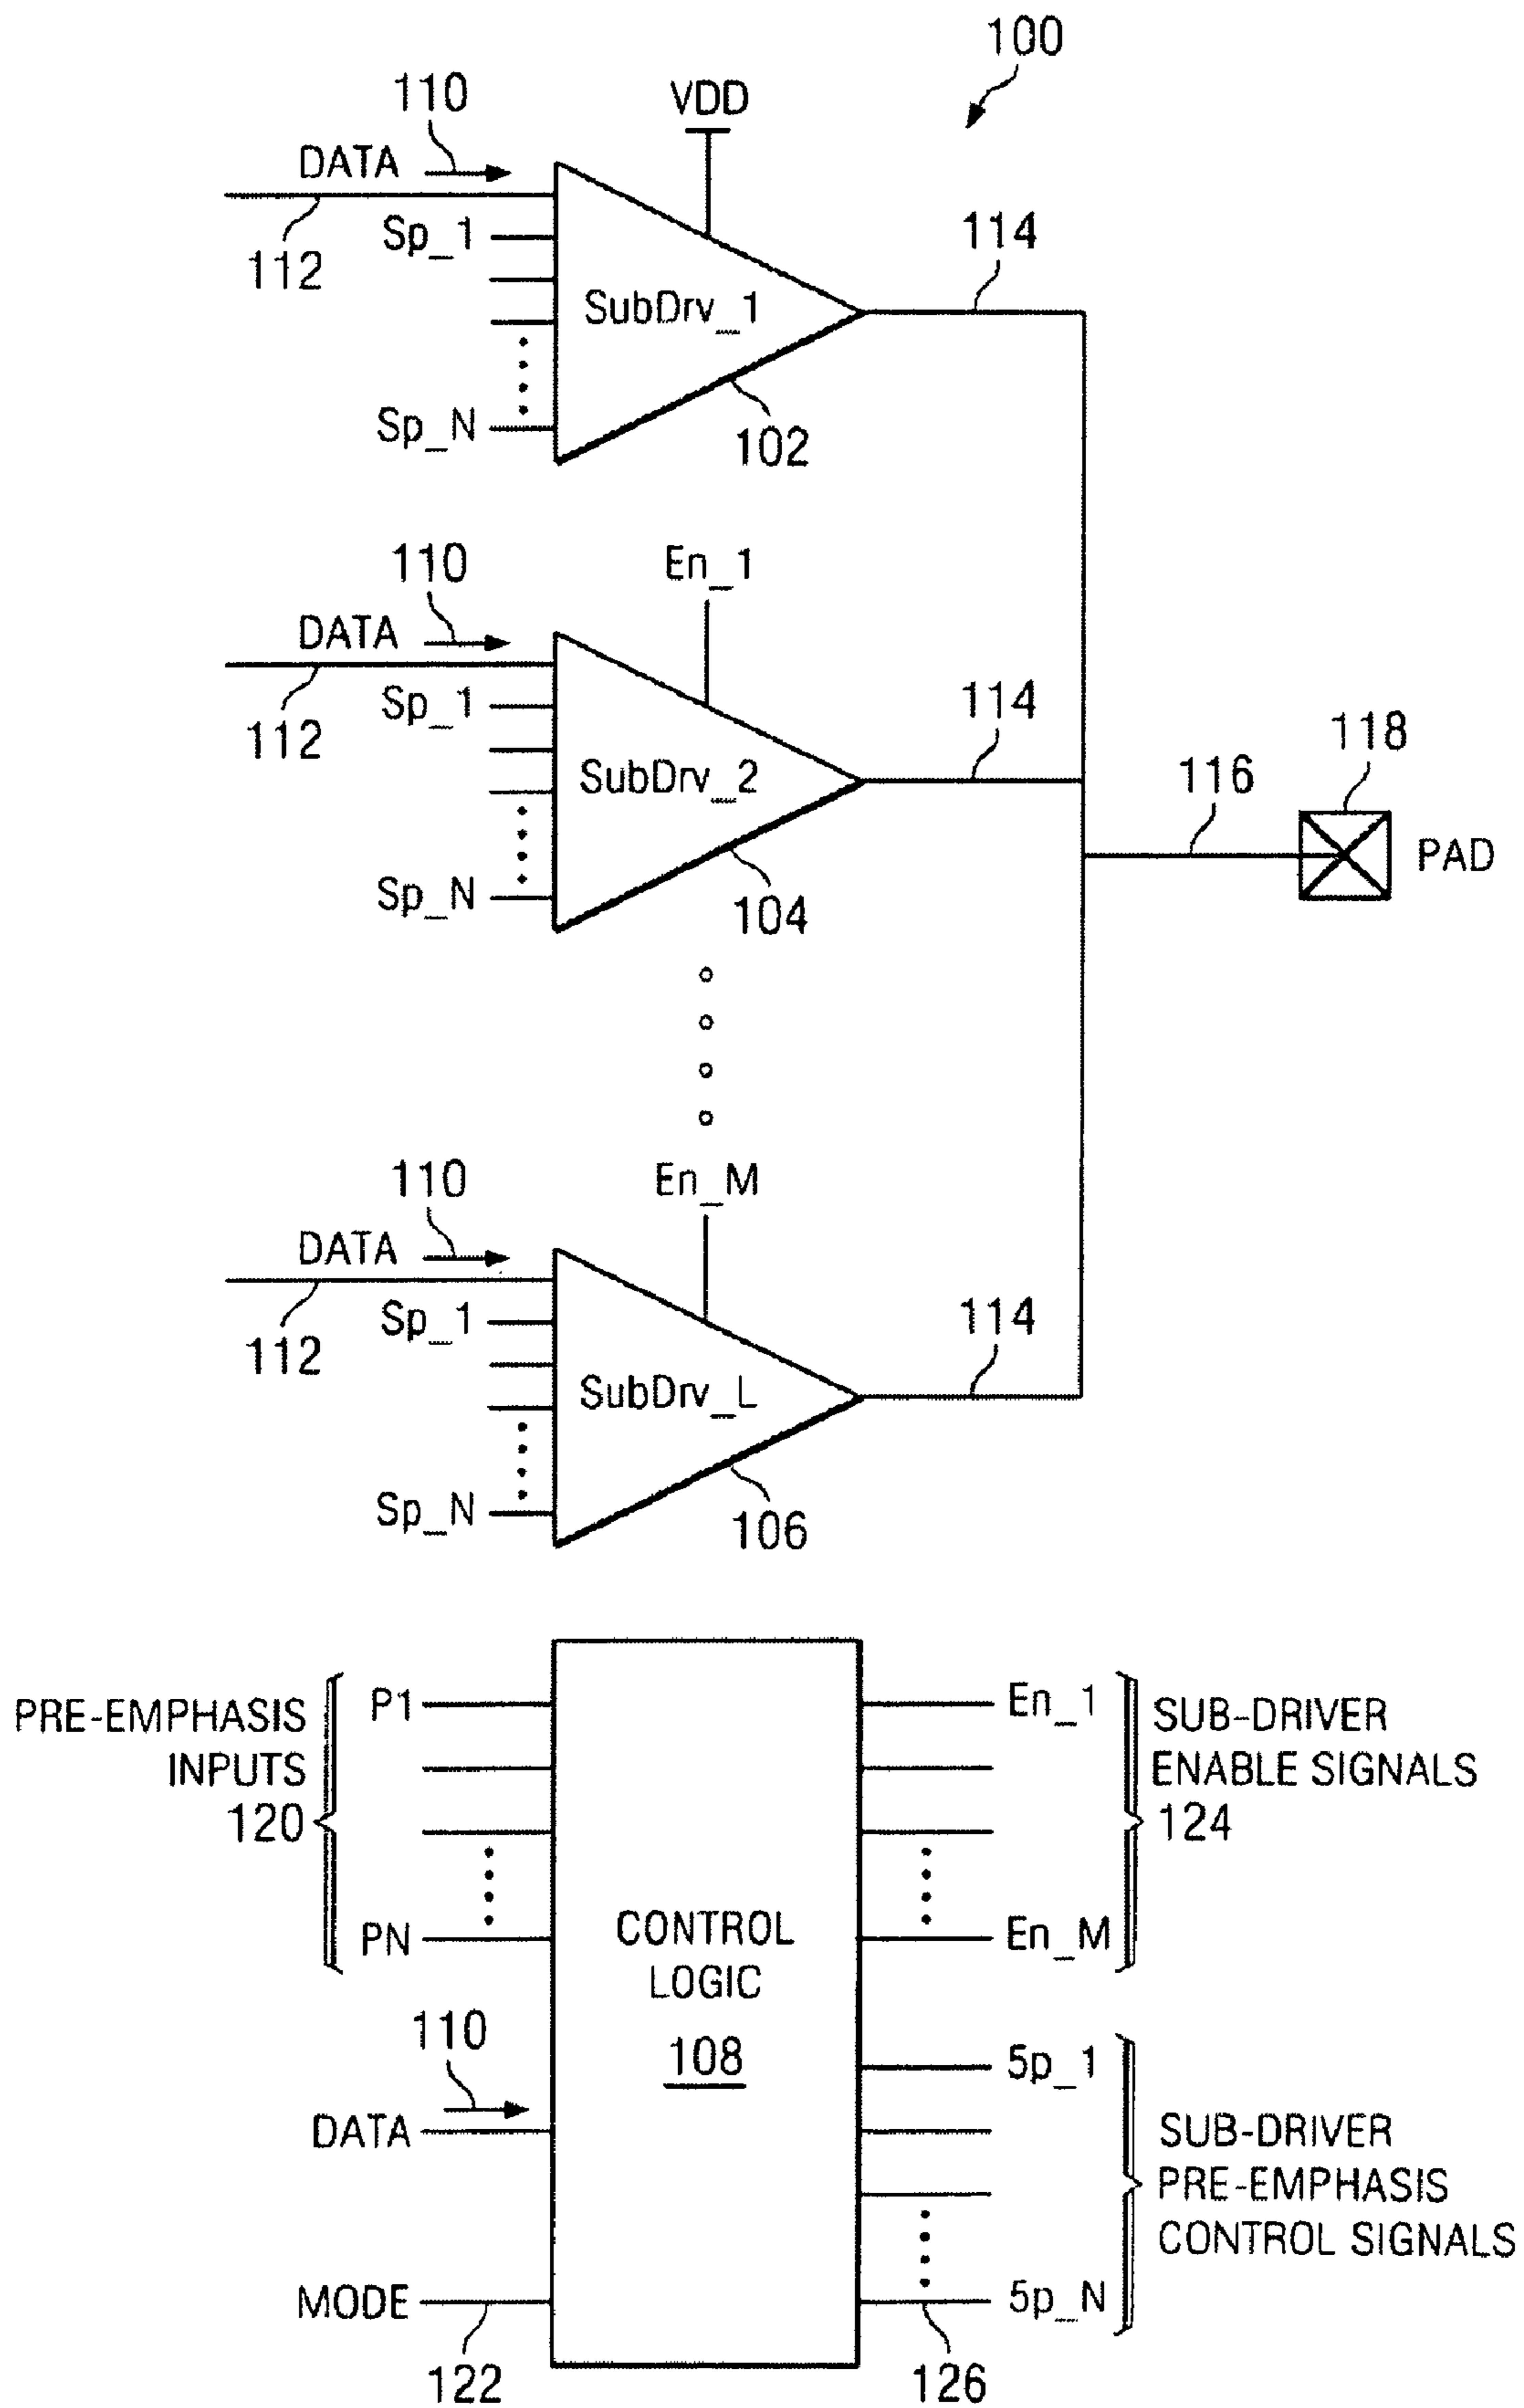 100
110
VDD
DATA
112
Sp_1
114
SubDrv_1
Sp_N
102
110
En_1
DATA
112
Sp_1
114
SubDrv_2
116
118
PAD
Sp_N
104
110
En_M
DATA
112
Sp_1
114
SubDrv_L
Sp_N
106
PRE-EMPHASIS
INPUTS
120
P1
PN
En_1
En_M
SUB-DRIVER
ENABLE SIGNALS
124
CONTROL
LOGIC
108
110
DATA
MODE
122
5p_1
5p_N
126
SUB-DRIVER
PRE-EMPHASIS
CONTROL SIGNALS